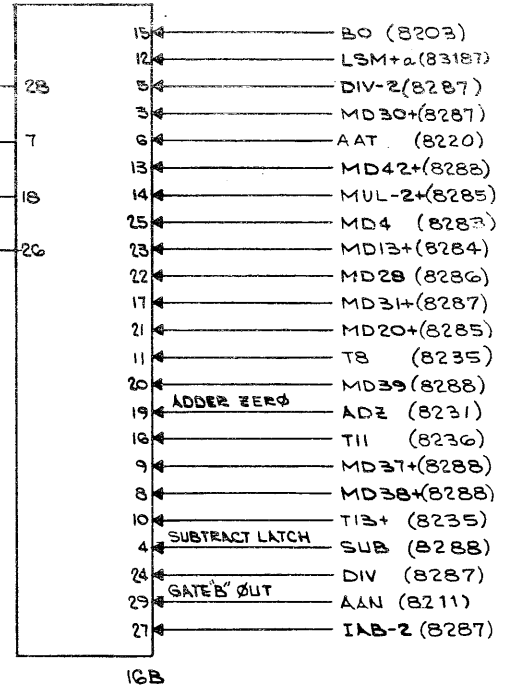 15 BO (8203)
12 LSM+a (83187)
28 5 DIV-2 (8287)
3 MD30+ (8287)
7 6 AAT (8220)
13 MD42+ (8288)
18 14 MUL-2+ (8285)
25 MD4 (8283)
26 23 MD13+ (8284)
22 MD28 (8286)
17 MD31+ (8287)
21 MD20+ (8285)
11 T8 (8235)
20 MD39 (8288)
ADDER ZERØ
19 ADZ (8231)
16 T11 (8236)
9 MD37+ (8288)
8 MD38+ (8288)
10 T13+ (8235)
SUBTRACT LATCH
4 SUB (8288)
24 DIV (8287)
GATE "B" ØUT
29 AAN (8211)
27 IAB-2 (8287)
16B